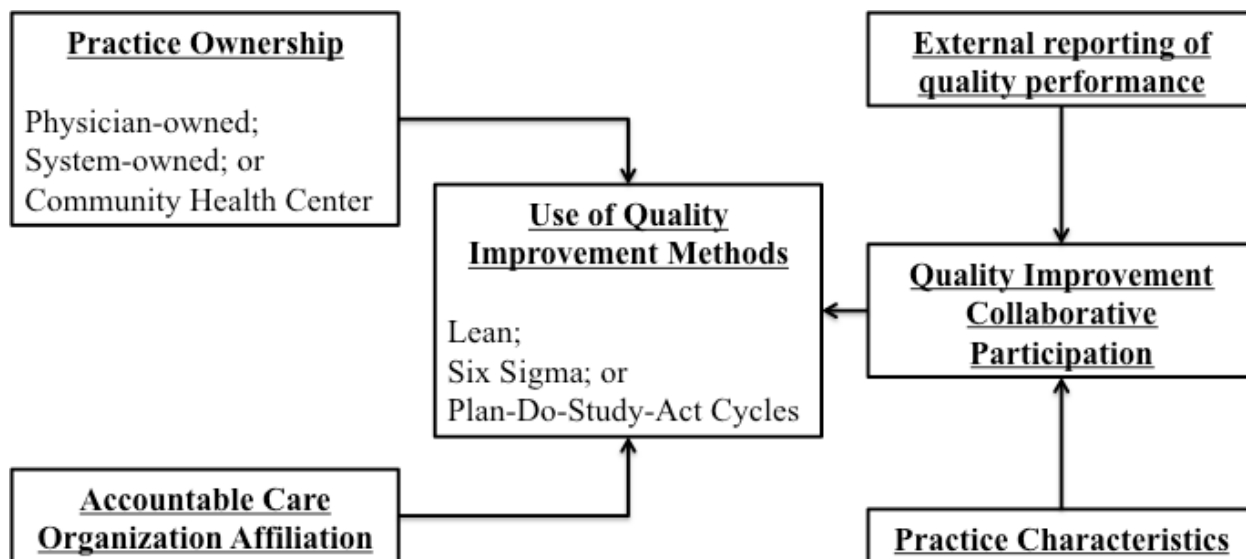 Practice Ownership
Physician-owned;
System-owned; or
Community Health Center
External reporting of
quality performance
Use of Quality
Improvement Methods
Lean;
Six Sigma; or
Plan-Do-Study-Act Cycles
Quality Improvement
Collaborative
Participation
Accountable Care
Organization Affiliation
Practice Characteristics